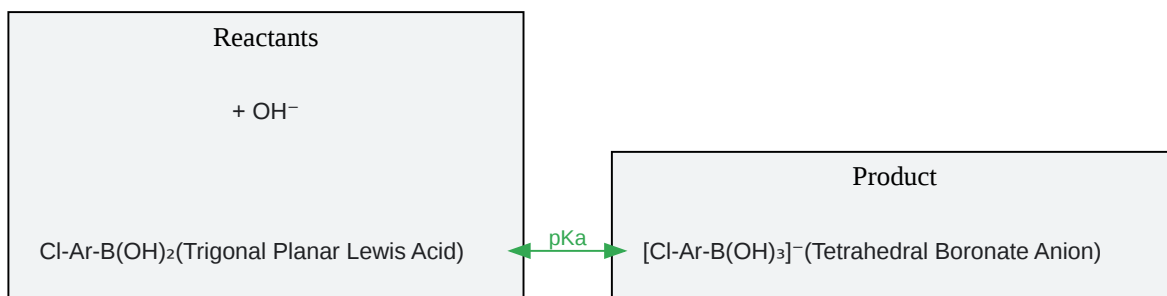 Reactants
+ OH⁻
Cl-Ar-B(OH)₂(Trigonal Planar Lewis Acid)
pKa
Product
[Cl-Ar-B(OH)₃]⁻(Tetrahedral Boronate Anion)